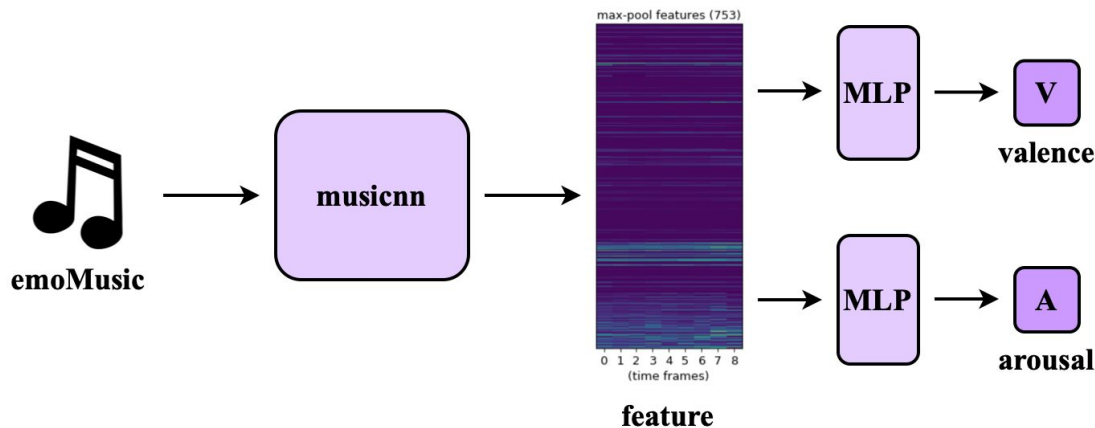 max-pool features (753)
MLP
V
valence
musicnn
emoMusic
MLP
A
arousal
0 1 2 3 4 5 6 7 8
(time frames)
feature